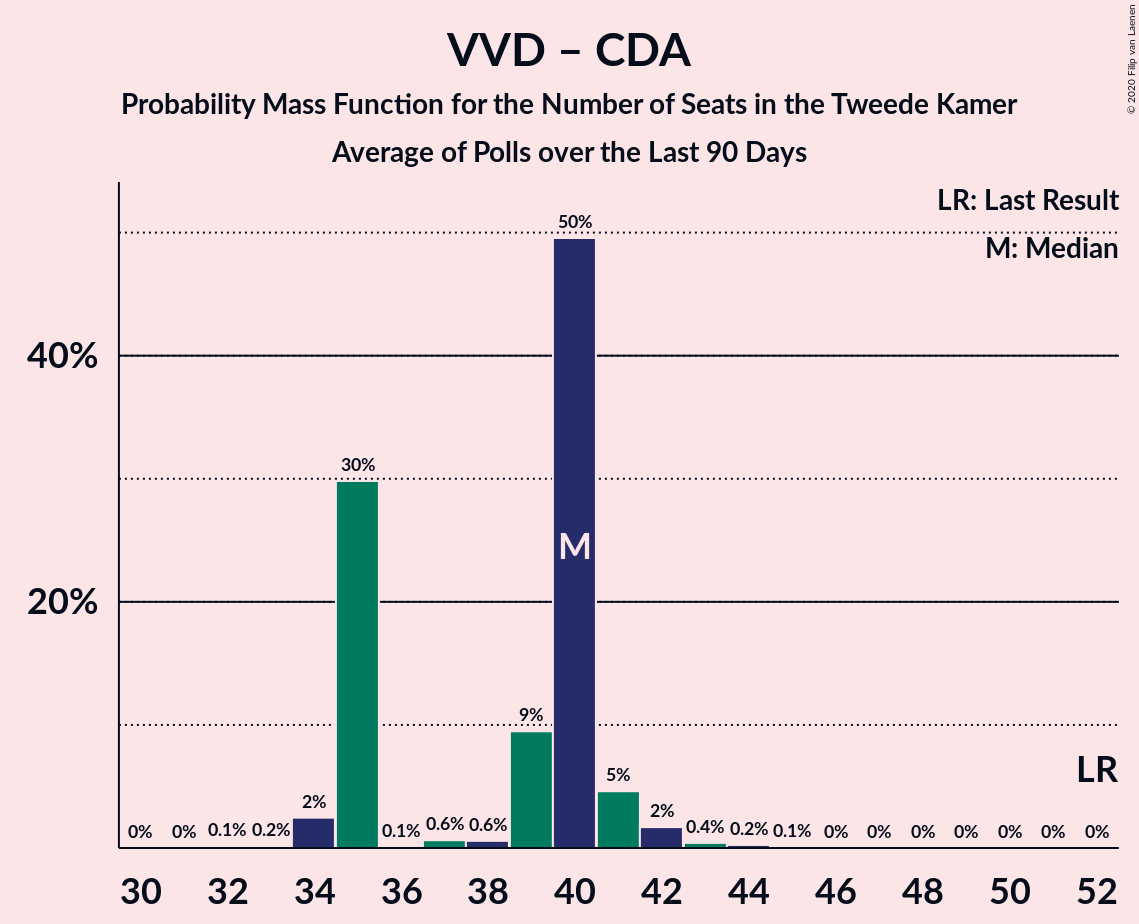 © 2020 Filip van Laenen
VVD – CDA
Probability Mass Function for the Number of Seats in the Tweede Kamer
Average of Polls over the Last 90 Days
LR: Last Result
M: Median
50%
40%
30%
M
20%
9%
LR
5%
2%
2%
0% 0% 0.1% 0.2% 0.1% 0.6% 0.6% 0.4% 0.2% 0.1% 0% 0% 0% 0% 0% 0% 0%
30 32 34 36 38 40 42 44 46 48 50 52